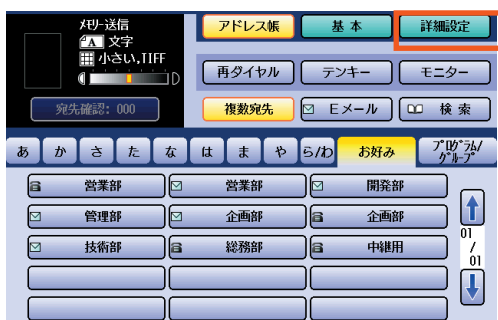 ﾒﾓﾘｰ送信
A 文字
小さい,TIFF
D
宛先確認: 000
アドレス帳 基本 詳細設定
再ダイヤル テンキー モニター
複数宛先 Eメール 検索
あ か さ た な は ま や ら/わ お好み ﾌﾟﾛｸﾞﾗﾑ/
ｸﾞﾙｰﾌﾟ
営業部 営業部 開発部
管理部 企画部 企画部
技術部 総務部 中継用
01
/
01